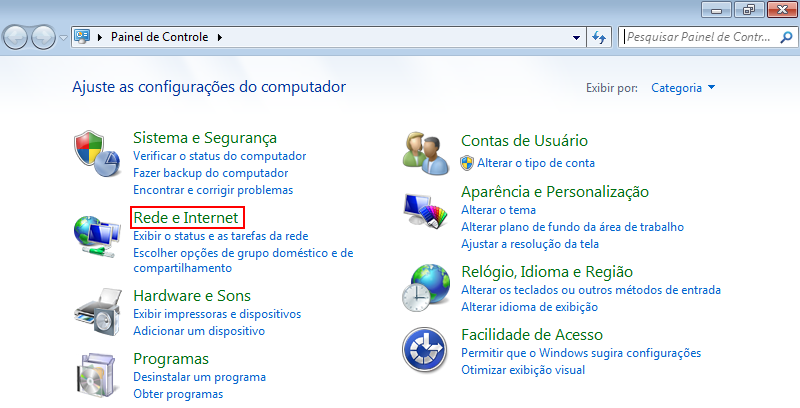 Painel de Controle
Pesquisar Painel de Contr...
Ajuste as configurações do computador
Exibir por: Categoria
Sistema e Segurança
Verificar o status do computador
Fazer backup do computador
Encontrar e corrigir problemas
Rede e Internet
Exibir o status e as tarefas da rede
Escolher opções de grupo doméstico e de
compartilhamento
Hardware e Sons
Exibir impressoras e dispositivos
Adicionar um dispositivo
Programas
Desinstalar um programa
Obter programas
Contas de Usuário
Alterar o tipo de conta
Aparência e Personalização
Alterar o tema
Alterar plano de fundo da área de trabalho
Ajustar a resolução da tela
Relógio, Idioma e Região
Alterar os teclados ou outros métodos de entrada
Alterar idioma de exibição
Facilidade de Acesso
Permitir que o Windows sugira configurações
Otimizar exibição visual